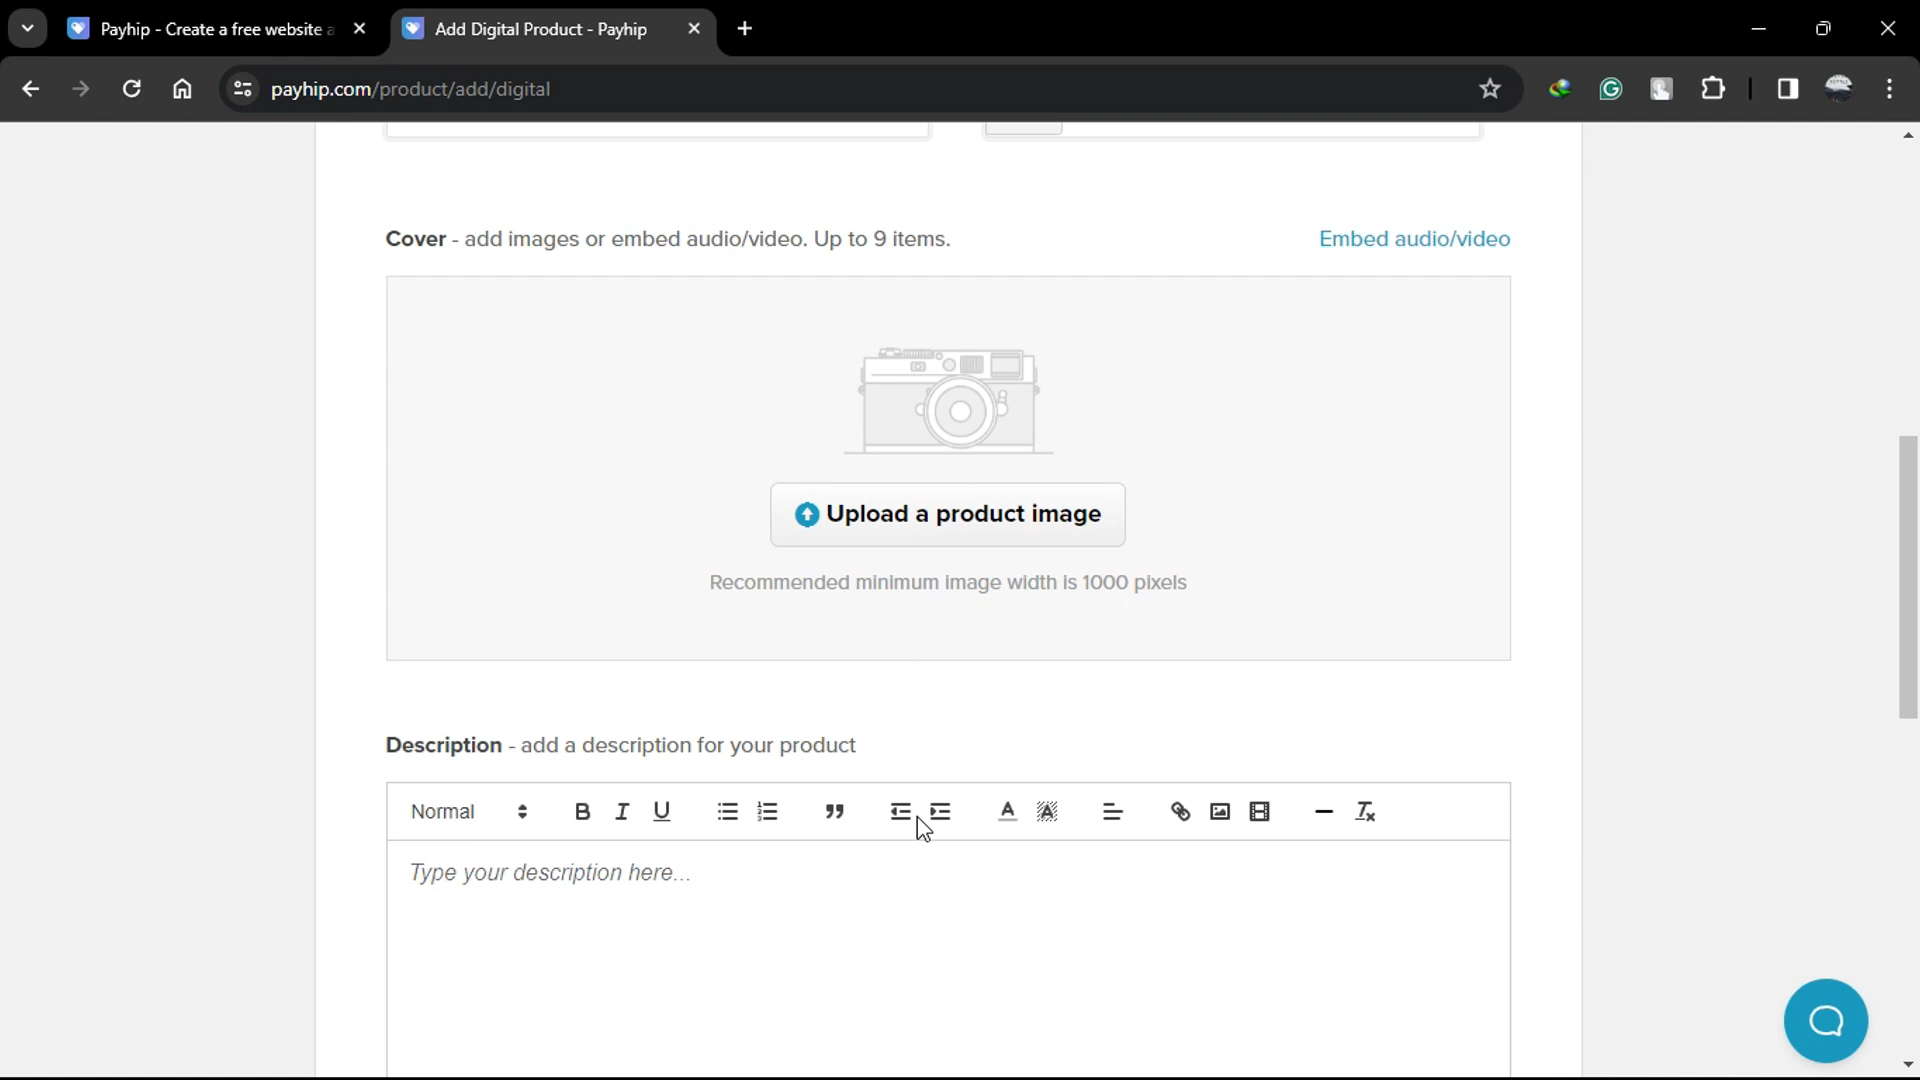 Payhip - Create a free website a
Add Digital Product - Payhip
payhip.com/product/add/digital
Cover - add images or embed audio/video. Up to 9 items.
Embed audio/video
Upload a product image
Recommended minimum image width is 1000 pixels
Description - add a description for your product
Normal
Type your description here...